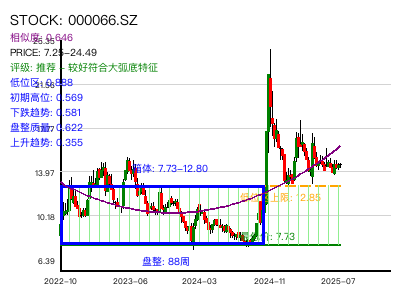 STOCK: 000066.SZ
相似度: 0.646
PRICE: 7.25–24.49
评级: 推荐 - 较好符合大弧底特征
低位区: 0.888
初期高位: 0.569
下跌趋势: 0.581
盘整质量: 0.622
上升趋势: 0.355
箱体: 7.73–12.80
13.97
10.18
6.39
12.85
7.73
盘整: 88周
2022-10
2023-06
2024-03
2024-11
2025-07